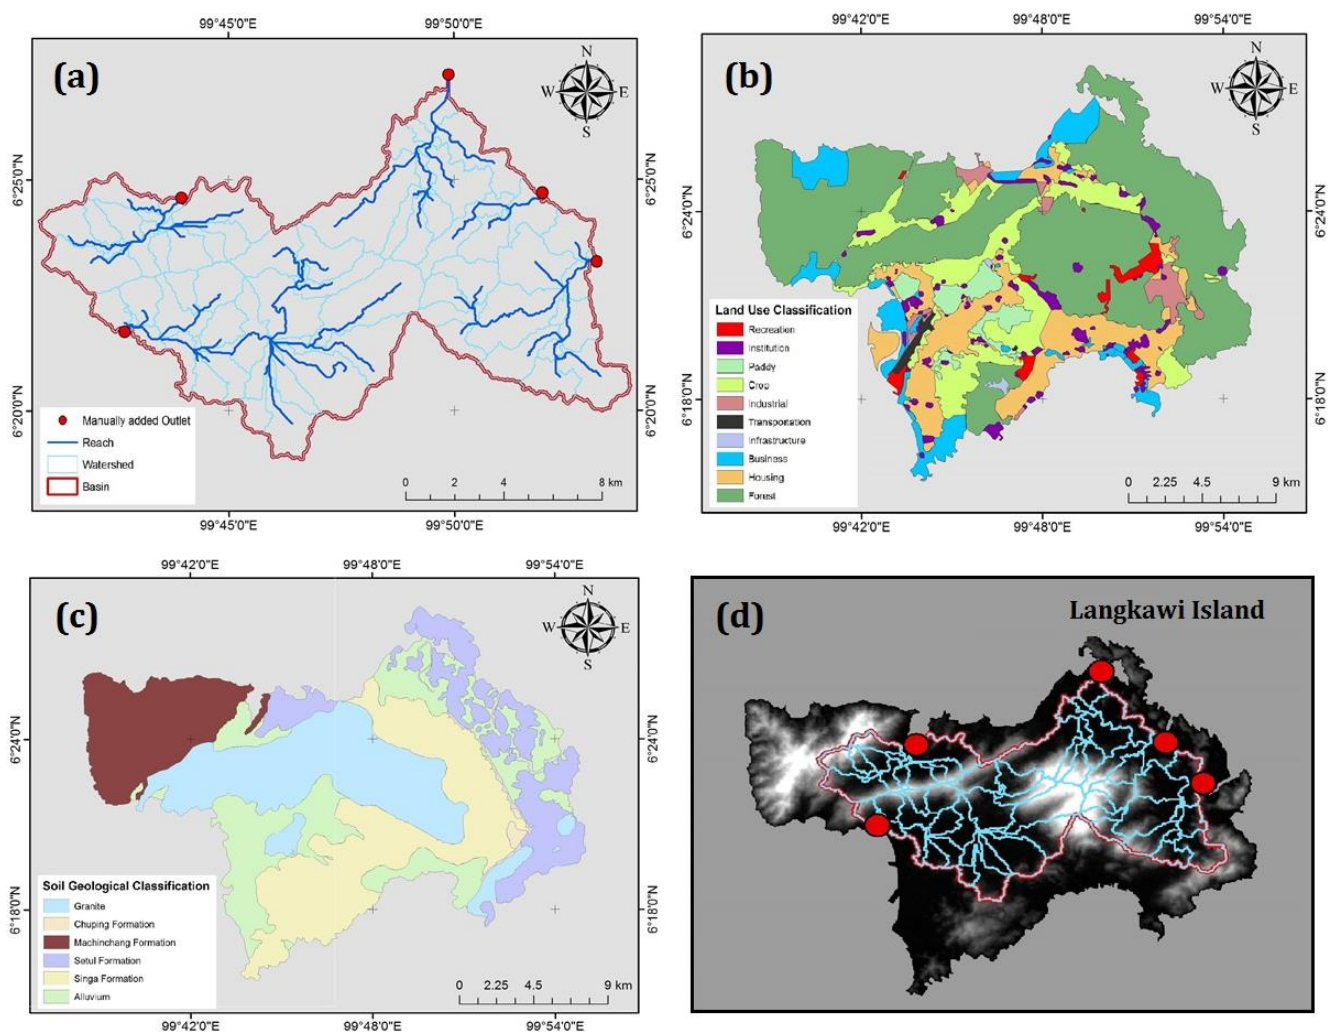 99°45'0"E
99°50'0"E
(a)
N
W
E
S
6°25'0"N
6°25'0"N
6°20'0"N
6°20'0"N
Manually added Outlet
Reach
Watershed
Basin
0 2 4 8 km
99°45'0"E
99°50'0"E
99°42'0"E
99°48'0"E
99°54'0"E
(b)
N
W
E
S
6°24'0"N
6°24'0"N
6°18'0"N
6°18'0"N
Land Use Classification
Recreation
Institution
Paddy
Crop
Industrial
Transportation
Infrastructure
Business
Housing
Forest
0 2.25 4.5 9 km
99°42'0"E
99°48'0"E
99°54'0"E
99°42'0"E
99°48'0"E
99°54'0"E
(c)
N
W
E
S
6°24'0"N
6°24'0"N
6°18'0"N
6°18'0"N
Soil Geological Classification
Granite
Chuping Formation
Machinchang Formation
Setul Formation
Singa Formation
Alluvium
0 2.25 4.5 9 km
99°42'0"E
99°48'0"E
99°54'0"E
(d)
Langkawi Island